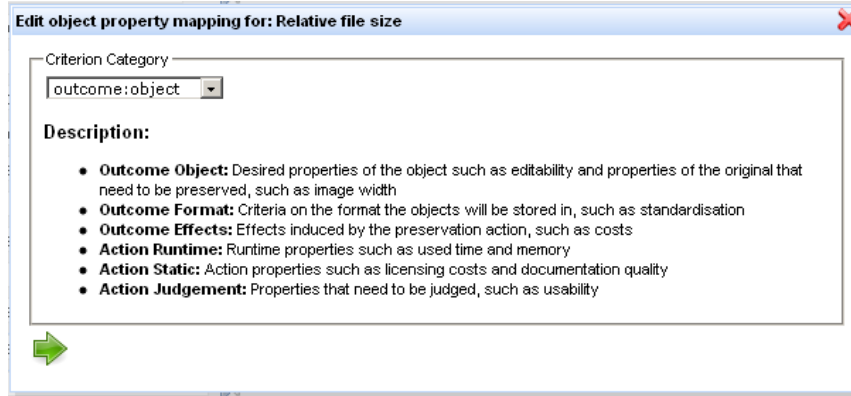 Edit object property mapping for: Relative file size
Criterion Category
outcome:object
Description:
Outcome Object: Desired properties of the object such as editability and properties of the original that
need to be preserved, such as image width
Outcome Format: Criteria on the format the objects will be stored in, such as standardisation
Outcome Effects: Effects induced by the preservation action, such as costs
Action Runtime: Runtime properties such as used time and memory
Action Static: Action properties such as licensing costs and documentation quality
Action Judgement: Properties that need to be judged, such as usability